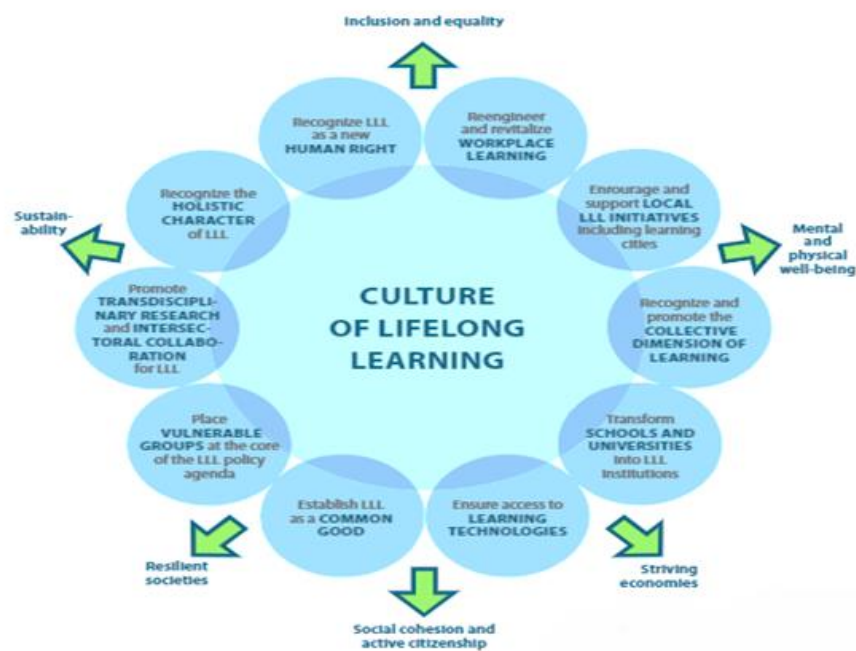 Inclusion and equality
Recognize LLL
as a new
HUMAN RIGHT
Reengineer
and revitalize
WORKPLACE
LEARNING
Enrourage and
support LOCAL
LLL INITIATIVES
including learning
cities
Mental
and
physical
well-being
Recognize and
promote the
COLLECTIVE
DIMENSION OF
LEARNING
Transform
SCHOOLS AND
UNIVERSITIES
into LLL
Institutions
Striving
economies
Ensure access to
LEARNING
TECHNOLOGIES
Social cohesion and
active citizenship
Establish LLL
as a COMMON
GOOD
Resilient
societies
Place
VULNERABLE
GROUPS at the core
of the LLL policy
agenda
Promote
TRANSDISCIPLI-
NARY RESEARCH
and INTERSEC-
TORAL COLLABO-
RATION
for LLL
Sustain-
ability
Recognize the
HOLISTIC
CHARACTER
of LLL
CULTURE
OF LIFELONG
LEARNING